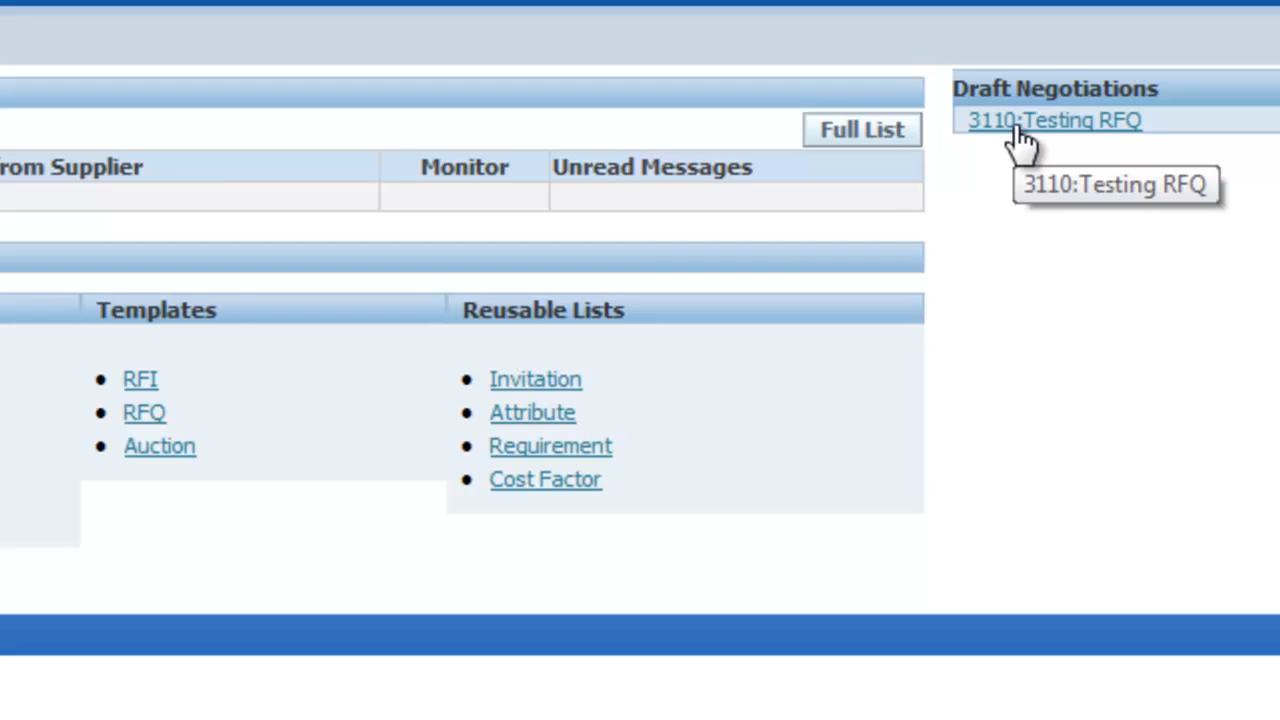 Draft Negotiations
3110:Testing RFQ
3110:Testing RFQ
Full List
from Supplier Monitor Unread Messages
Templates
RFI
RFQ
Auction
Reusable Lists
Invitation
Attribute
Requirement
Cost Factor